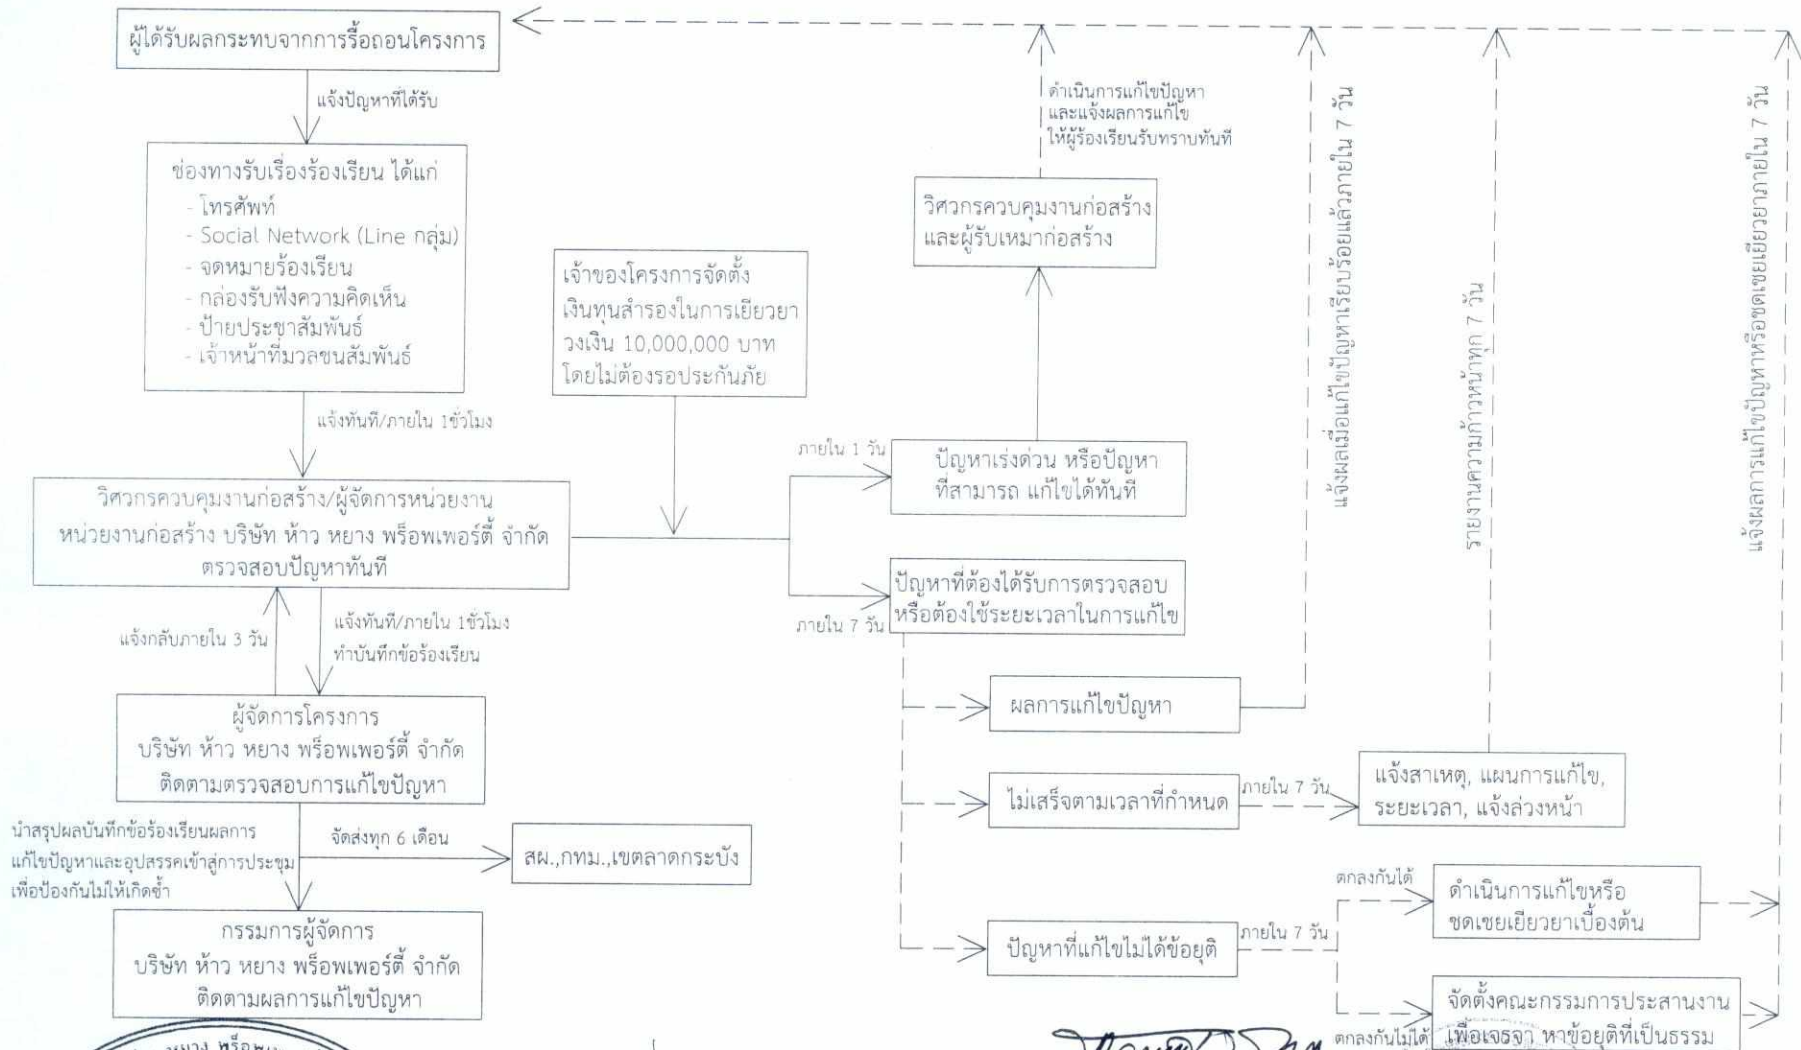 ผู้ได้รับผลกระทบจากการรื้อถอนโครงการ
แจ้งปัญหาที่ได้รับ
ช่องทางรับเรื่องร้องเรียน ได้แก่
- โทรศัพท์
- Social Network (Line กลุ่ม)
- จดหมายร้องเรียน
- กล่องรับฟังความคิดเห็น
- ป้ายประชาสัมพันธ์
- เจ้าหน้าที่มวลชนสัมพันธ์
แจ้งทันที/ภายใน 1ชั่วโมง
วิศวกรควบคุมงานก่อสร้าง/ผู้จัดการหน่วยงาน
หน่วยงานก่อสร้าง บริษัท ห้าว หยาง พร็อพเพอร์ตี้ จำกัด
ตรวจสอบปัญหาทันที
แจ้งกลับภายใน 3 วัน
แจ้งทันที/ภายใน 1ชั่วโมง
ทำบันทึกข้อร้องเรียน
ผู้จัดการโครงการ
บริษัท ห้าว หยาง พร็อพเพอร์ตี้ จำกัด
ติดตามตรวจสอบการแก้ไขปัญหา
นำสรุปผลบันทึกข้อร้องเรียนผลการ
แก้ไขปัญหาและอุปสรรคเข้าสู่การประชุม
เพื่อป้องกันไม่ให้เกิดซ้ำ
จัดส่งทุก 6 เดือน
สผ.,กทม.,เขตลาดกระบัง
กรรมการผู้จัดการ
บริษัท ห้าว หยาง พร็อพเพอร์ตี้ จำกัด
ติดตามผลการแก้ไขปัญหา
เจ้าของโครงการจัดตั้ง
เงินทุนสำรองในการเยียวยา
วงเงิน 10,000,000 บาท
โดยไม่ต้องรอประกันภัย
ดำเนินการแก้ไขปัญหา
และแจ้งผลการแก้ไข
ให้ผู้ร้องเรียนรับทราบทันที
วิศวกรควบคุมงานก่อสร้าง
และผู้รับเหมาก่อสร้าง
ภายใน 1 วัน
ปัญหาเร่งด่วน หรือปัญหา
ที่สามารถ แก้ไขได้ทันที
ภายใน 7 วัน
ปัญหาที่ต้องได้รับการตรวจสอบ
หรือต้องใช้ระยะเวลาในการแก้ไข
ผลการแก้ไขปัญหา
แจ้งผลเมื่อแก้ไขปัญหาเรียบร้อยแล้วภายใน 7 วัน
ไม่เสร็จตามเวลาที่กำหนด
ภายใน 7 วัน
แจ้งสาเหตุ, แผนการแก้ไข,
ระยะเวลา, แจ้งล่วงหน้า
รายงานความก้าวหน้าทุก 7 วัน
ปัญหาที่แก้ไขไม่ได้ข้อยุติ
ภายใน 7 วัน
ตกลงกันได้
ดำเนินการแก้ไขหรือ
ชดเชยเยียวยาเบื้องต้น
ตกลงกันไม่ได้
จัดตั้งคณะกรรมการประสานงาน
เพื่อเจรจา หาข้อยุติที่เป็นธรรม
แจ้งผลการแก้ไขปัญหาหรือชดเชยเยียวยาภายใน 7 วัน
หยาง พร็อพ